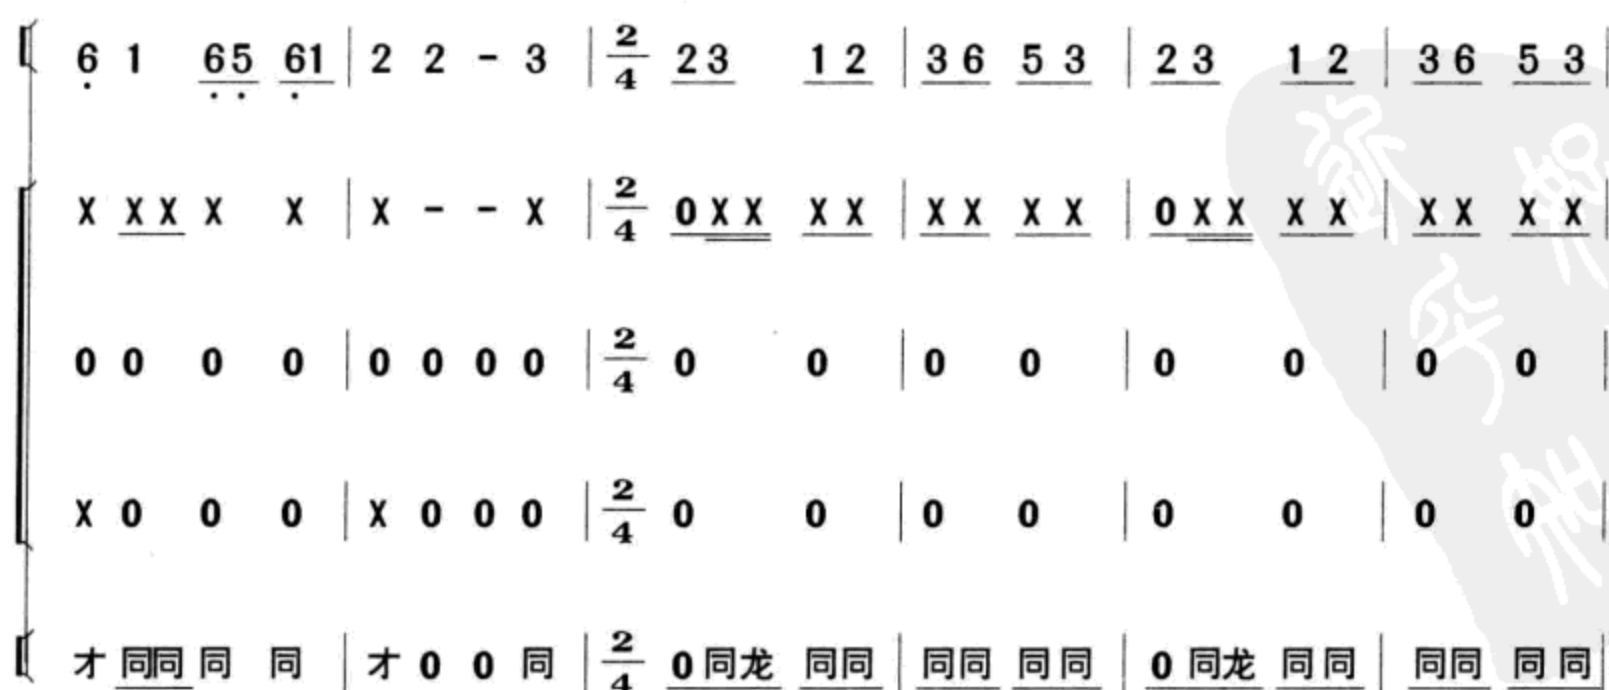 6 1 65 61 | 2 2 - 3 | 2/4 23 12 | 36 53 | 23 12 | 36 53 |
X XX X X | X - - X | 2/4 0XX XX | XX XX | 0XX XX | XX XX |
0 0 0 0 | 0 0 0 0 | 2/4 0 0 | 0 0 | 0 0 | 0 0 |
X 0 0 0 | X 0 0 0 | 2/4 0 0 | 0 0 | 0 0 | 0 0 |
才 同同 同 同 | 才 0 0 同 | 2/4 0同龙 同同 | 同同 同同 | 0同龙 同同 | 同同 同同 |